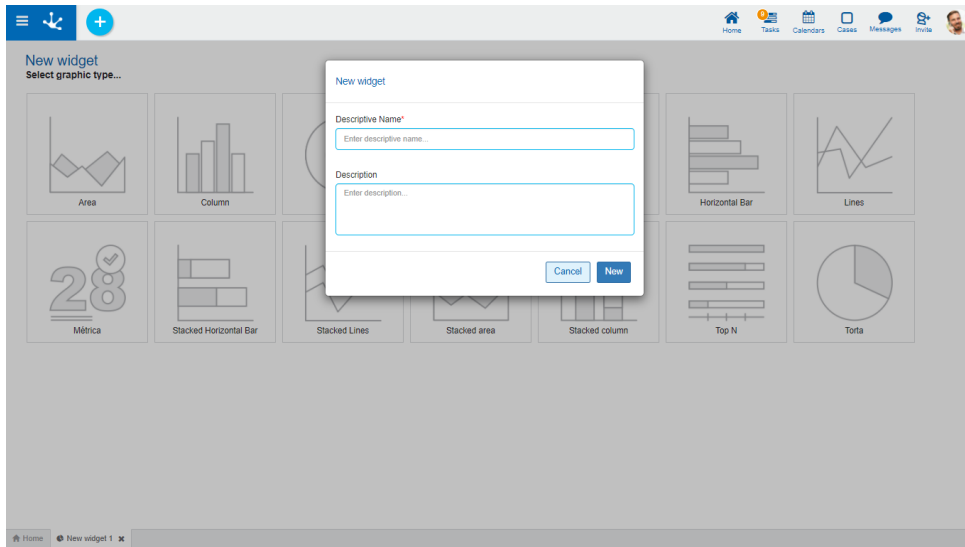 0
Home
Tasks
Calendars
Cases
Messages
Invite
New widget
Select graphic type...
New widget
Descriptive Name*
Enter descriptive name...
Description
Enter description...
Cancel
New
Area
Column
Horizontal Bar
Lines
28
Métrica
Stacked Horizontal Bar
Stacked Lines
Stacked area
Stacked column
Top N
Torta
Home
New widget 1